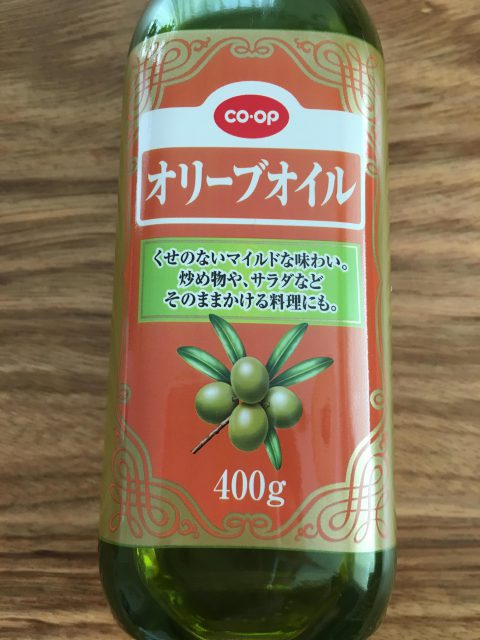 CO·OP
オリーブオイル
くせのないマイルドな味わい。
炒め物や、サラダなど
そのままかける料理にも。
400g